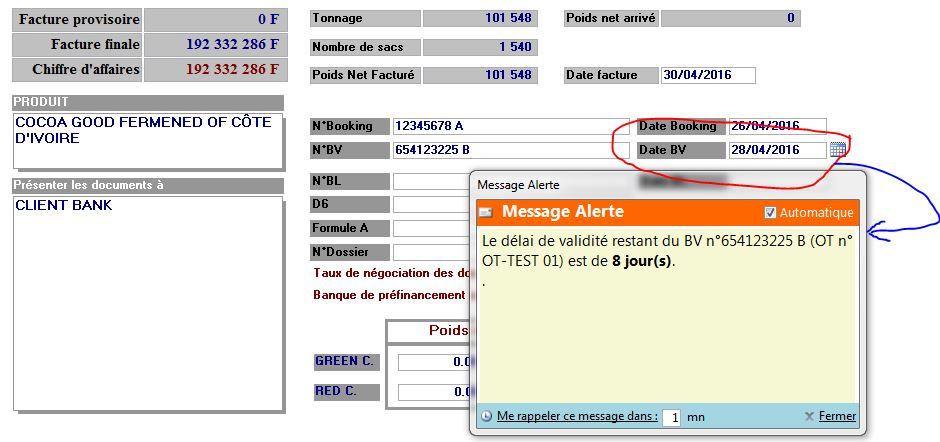 Facture provisoire 0 F
Facture finale 192 332 286 F
Chiffre d'affaires 192 332 286 F
Tonnage 101 548 Poids net arrivé 0
Nombre de sacs 1 540
Poids Net Facturé 101 548 Date facture 30/04/2016
PRODUIT
COCOA GOOD FERMENED OF CÔTE
D'IVOIRE
N°Booking 12345678 A Date Booking 26/04/2016
N°BV 654123225 B Date BV 28/04/2016
Présenter les documents à
CLIENT BANK
N°BL
D6
Formule A
N°Dossier
Taux de négociation des do
Banque de préfinancement
Poids
GREEN C. 0.0
RED C. 0.0
Message Alerte
Message Alerte Automatique
Le délai de validité restant du BV n°654123225 B (OT n°
OT-TEST 01) est de 8 jour(s).
.
Me rappeler ce message dans : 1 mn Fermer